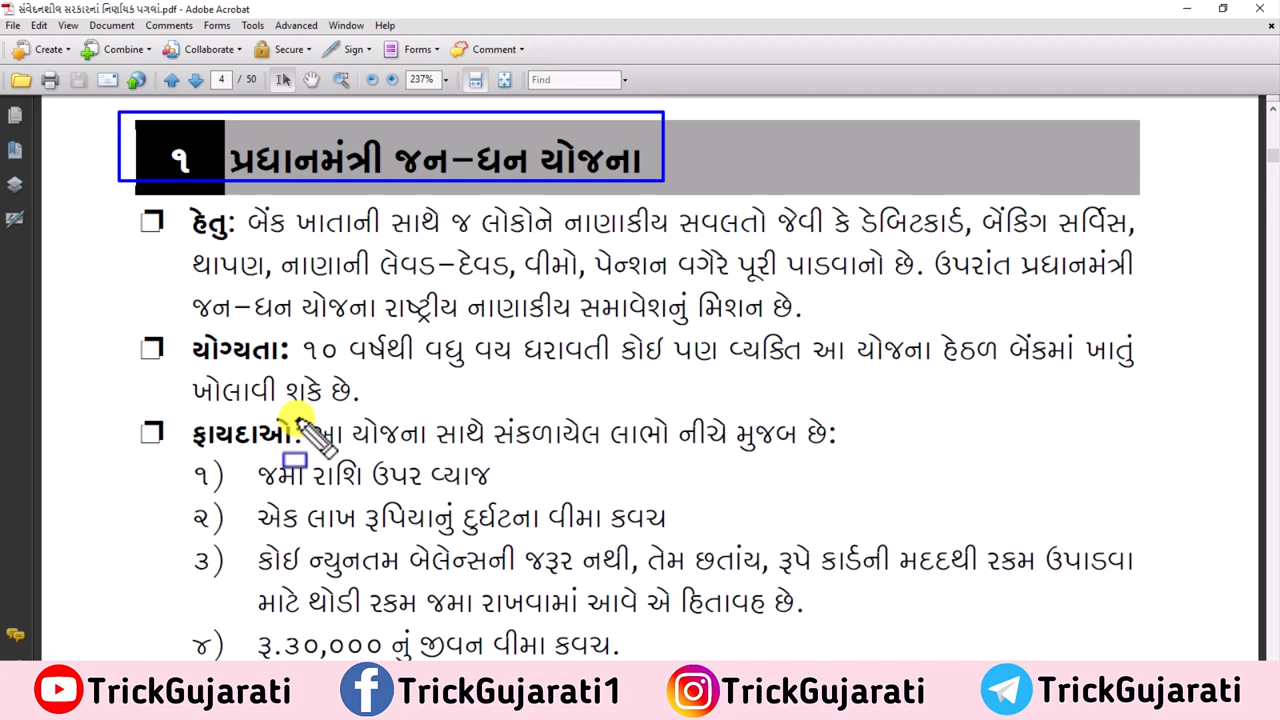 સંવેદનશીલ સરકારનાં નિર્ણાયક પગલાં.pdf - Adobe Acrobat
File Edit View Document Comments Forms Tools Advanced Window Help
Create Combine Collaborate Secure Sign Forms Comment
4 / 50 237% Find
૧ પ્રધાનમંત્રી જન-ધન યોજના
❐ હેતુ: બેંક ખાતાની સાથે જ લોકોને નાણાકીય સવલતો જેવી કે ડેબિટકાર્ડ, બેંકિંગ સર્વિસ,
થાપણ, નાણાની લેવડ-દેવડ, વીમો, પેન્શન વગેરે પૂરી પાડવાનો છે. ઉપરાંત પ્રધાનમંત્રી
જન-ધન યોજના રાષ્ટ્રીય નાણાકીય સમાવેશનું મિશન છે.
❐ યોગ્યતા: ૧૦ વર્ષથી વધુ વય ધરાવતી કોઇ પણ વ્યક્તિ આ યોજના હેઠળ બેંકમાં ખાતું
ખોલાવી શકે છે.
❐ ફાયદાઓ: આ યોજના સાથે સંકળાયેલ લાભો નીચે મુજબ છે:
૧) જમા રાશિ ઉપર વ્યાજ
૨) એક લાખ રૂપિયાનું દુર્ઘટના વીમા કવચ
૩) કોઈ ન્યુનતમ બેલેન્સની જરૂર નથી, તેમ છતાંય, રૂપે કાર્ડની મદદથી રકમ ઉપાડવા
માટે થોડી રકમ જમા રાખવામાં આવે એ હિતાવહ છે.
૪) રૂ.૩૦,૦૦૦ નું જીવન વીમા કવચ.
TrickGujarati TrickGujarati1 TrickGujarati TrickGujarati